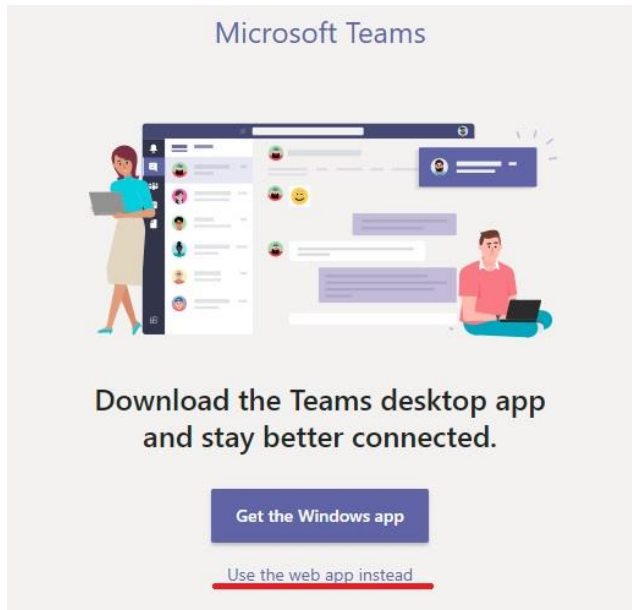 Microsoft Teams
Download the Teams desktop app
and stay better connected.
Get the Windows app
Use the web app instead